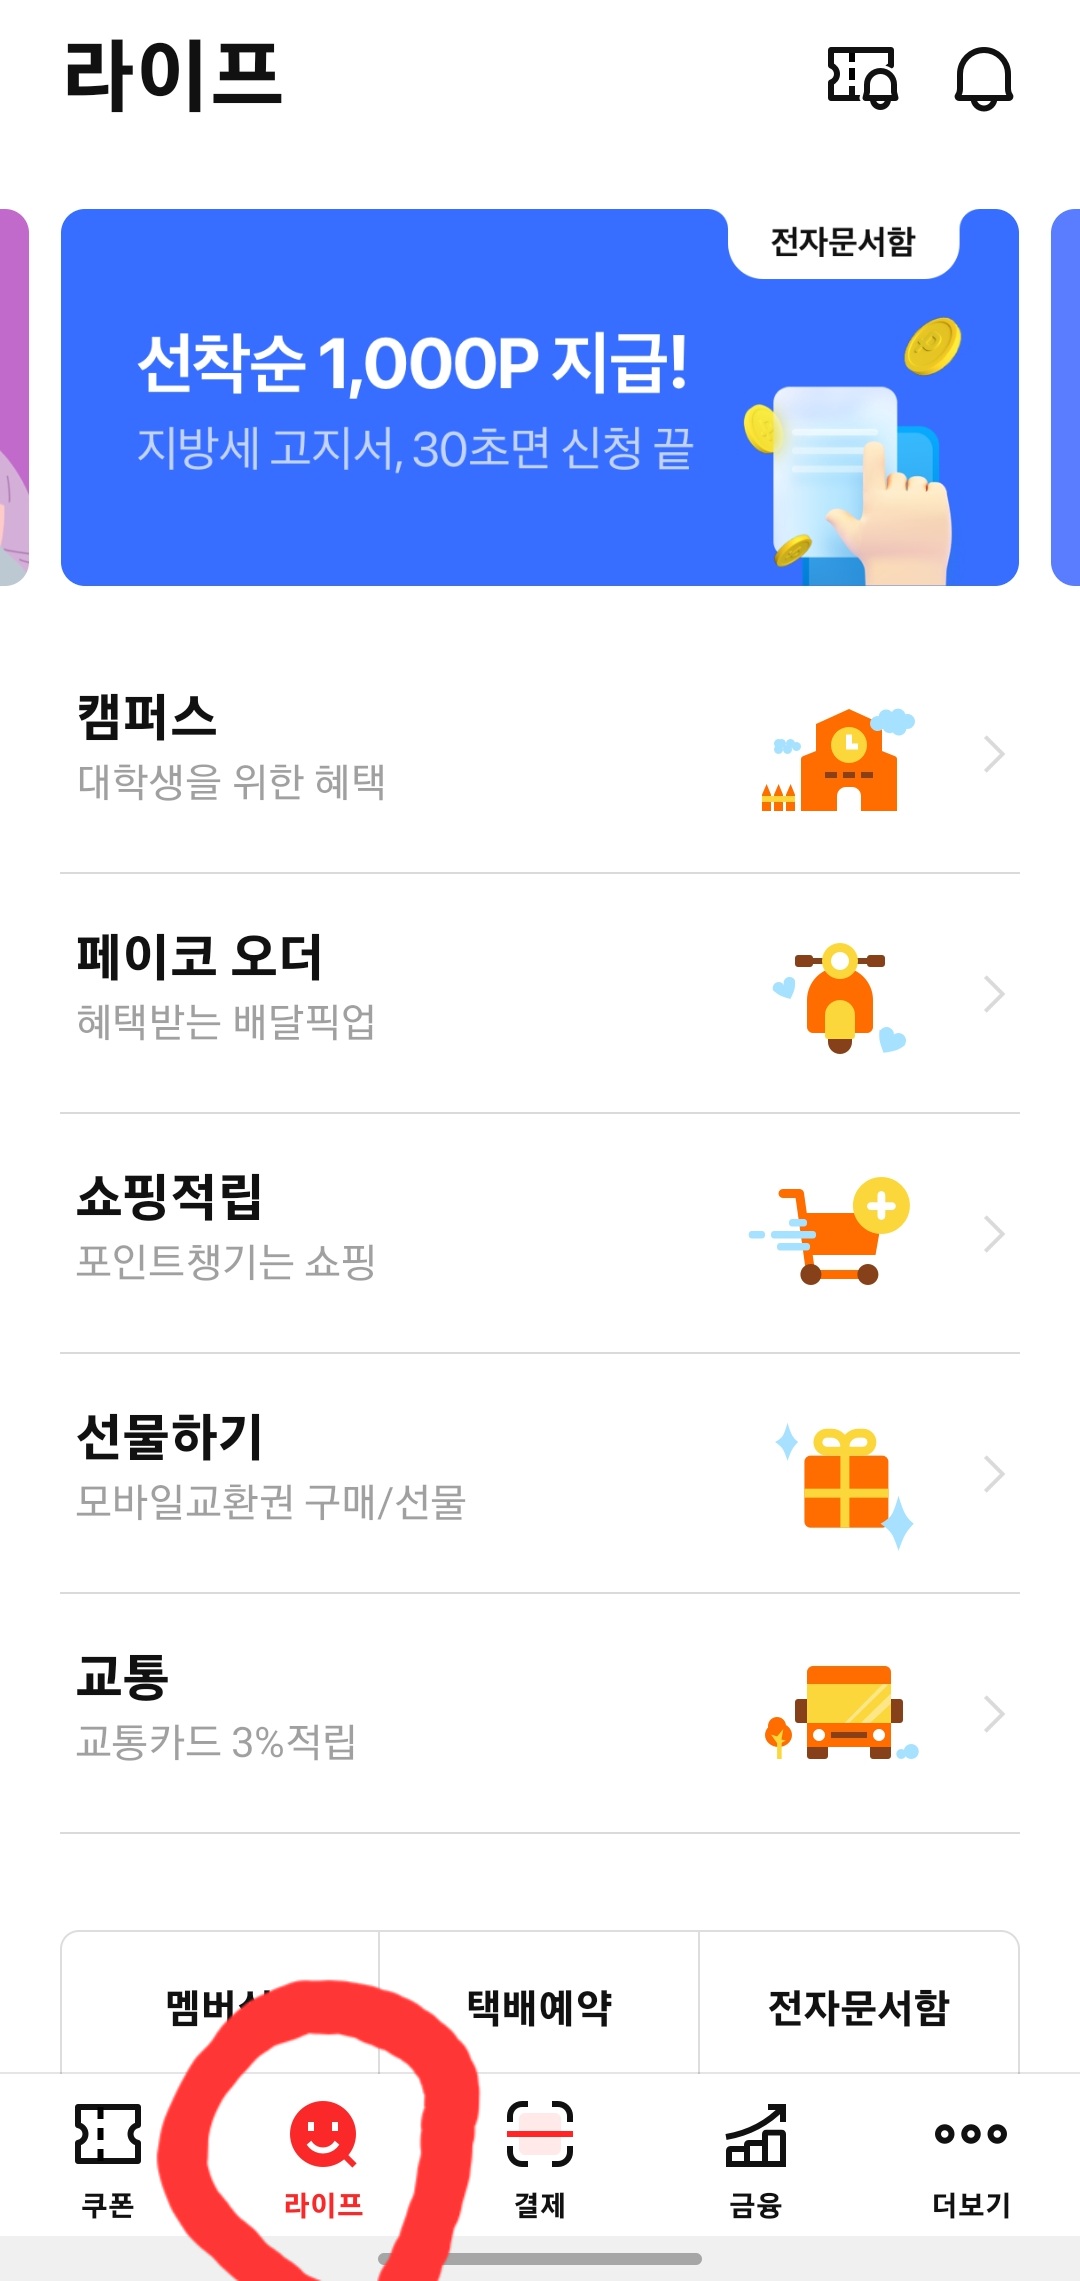 라이프
전자문서함
선착순 1,000P 지급!
지방세 고지서, 30초면 신청 끝
캠퍼스
대학생을 위한 혜택
페이코 오더
혜택받는 배달픽업
쇼핑적립
포인트챙기는 쇼핑
선물하기
모바일교환권 구매/선물
교통
교통카드 3%적립
택배예약 전자문서함
쿠폰 라이프 결제 금융 더보기